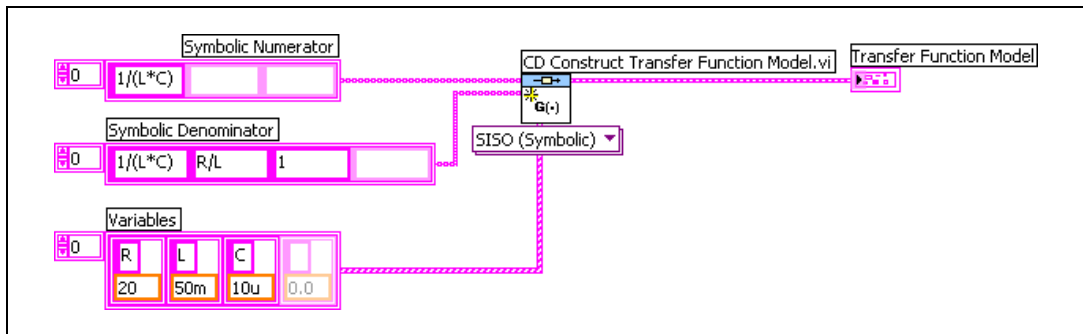 Symbolic Numerator
0
1/(L*C)
CD Construct Transfer Function Model.vi
Transfer Function Model
G(·)
SISO (Symbolic)
Symbolic Denominator
0
1/(L*C) R/L 1
Variables
0
R L C
20 50m 10u 0.0